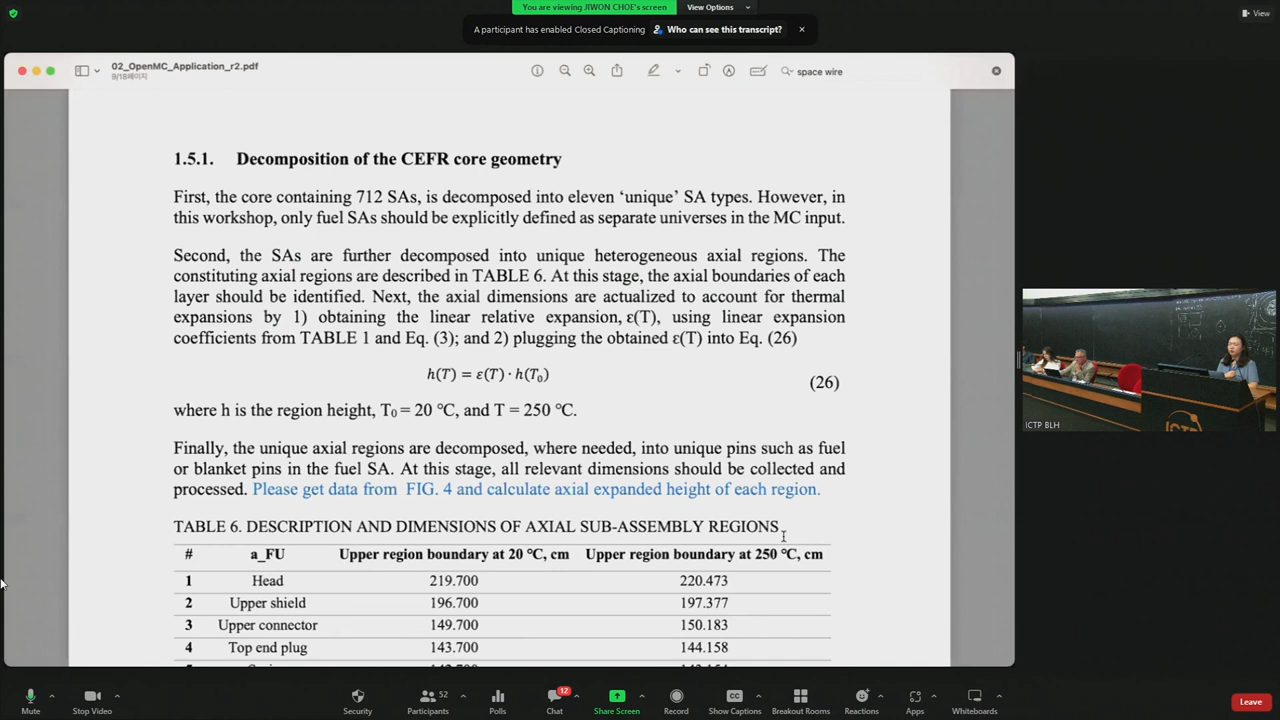 You are viewing JIWON CHOE's screen
View Options
View
A participant has enabled Closed Captioning
Who can see this transcript?
02_OpenMC_Application_r2.pdf
9/18페이지
space wire
1.5.1. Decomposition of the CEFR core geometry
First, the core containing 712 SAs, is decomposed into eleven ‘unique’ SA types. However, in
this workshop, only fuel SAs should be explicitly defined as separate universes in the MC input.
Second, the SAs are further decomposed into unique heterogeneous axial regions. The
constituting axial regions are described in TABLE 6. At this stage, the axial boundaries of each
layer should be identified. Next, the axial dimensions are actualized to account for thermal
expansions by 1) obtaining the linear relative expansion, ε(T), using linear expansion
coefficients from TABLE 1 and Eq. (3); and 2) plugging the obtained ε(T) into Eq. (26)
h(T) = ε(T) · h(T₀)
(26)
where h is the region height, T₀ = 20 ℃, and T = 250 ℃.
Finally, the unique axial regions are decomposed, where needed, into unique pins such as fuel
or blanket pins in the fuel SA. At this stage, all relevant dimensions should be collected and
processed. Please get data from FIG. 4 and calculate axial expanded height of each region.
TABLE 6. DESCRIPTION AND DIMENSIONS OF AXIAL SUB-ASSEMBLY REGIONS
# a_FU Upper region boundary at 20 ℃, cm Upper region boundary at 250 ℃, cm
1 Head 219.700 220.473
2 Upper shield 196.700 197.377
3 Upper connector 149.700 150.183
4 Top end plug 143.700 144.158
ICTP
ICTP BLH
Mute
Stop Video
Security
Participants 52
Polls
Chat 12
Share Screen
Record
Show Captions
Breakout Rooms
Reactions
Apps
Whiteboards
Leave